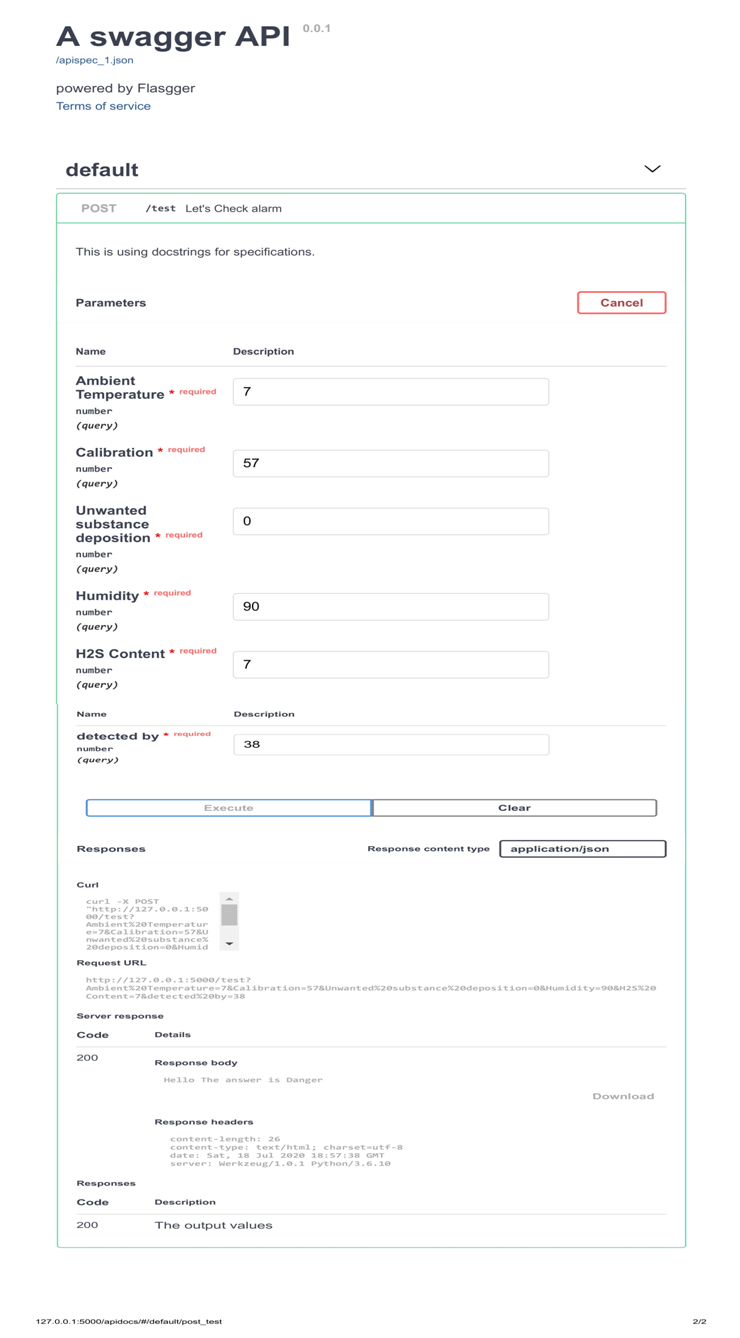 A swagger API 0.0.1
/apispec_1.json
powered by Flasgger
Terms of service
default
POST /test Let's Check alarm
This is using docstrings for specifications.
Parameters Cancel
Name Description
Ambient
Temperature * required
7
number
(query)
Calibration * required
57
number
(query)
Unwanted
substance
deposition * required
0
number
(query)
Humidity * required
90
number
(query)
H2S Content * required
7
number
(query)
Name Description
detected by * required
38
number
(query)
Execute Clear
Responses Response content type application/json
Curl
curl -X POST
"http://127.0.0.1:50
00/test?
Ambient%20Temperatur
e=7&Calibration=57&U
nwanted%20substance%
20deposition=0&Humid
Request URL
http://127.0.0.1:5000/test?
Ambient%20Temperature=7&Calibration=57&Unwanted%20substance%20deposition=0&Humidity=90&H2S%20
Content=7&detected%20by=38
Server response
Code Details
200
Response body
Hello The answer is Danger
Download
Response headers
content-length: 26
content-type: text/html; charset=utf-8
date: Sat, 18 Jul 2020 18:57:38 GMT
server: Werkzeug/1.0.1 Python/3.6.10
Responses
Code Description
200 The output values
127.0.0.1:5000/apidocs/#/default/post_test 2/2